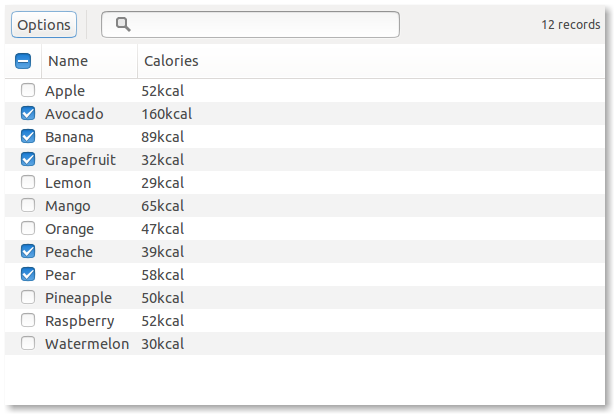 Options 12 records
Name Calories
Apple 52kcal
Avocado 160kcal
Banana 89kcal
Grapefruit 32kcal
Lemon 29kcal
Mango 65kcal
Orange 47kcal
Peache 39kcal
Pear 58kcal
Pineapple 50kcal
Raspberry 52kcal
Watermelon 30kcal